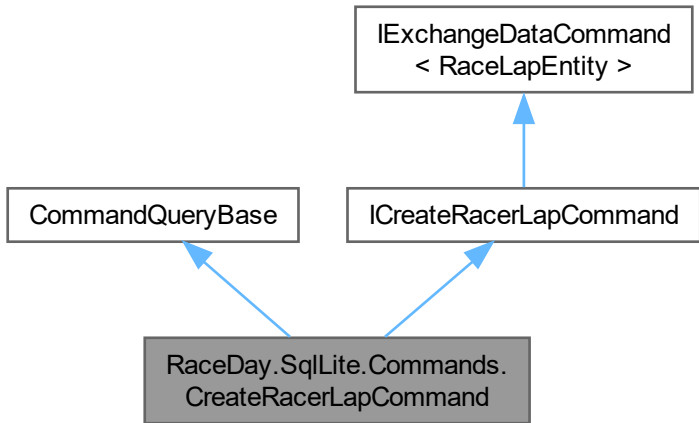 IExchangeDataCommand
< RaceLapEntity >
CommandQueryBase
ICreateRacerLapCommand
RaceDay.SqlLite.Commands.
CreateRacerLapCommand